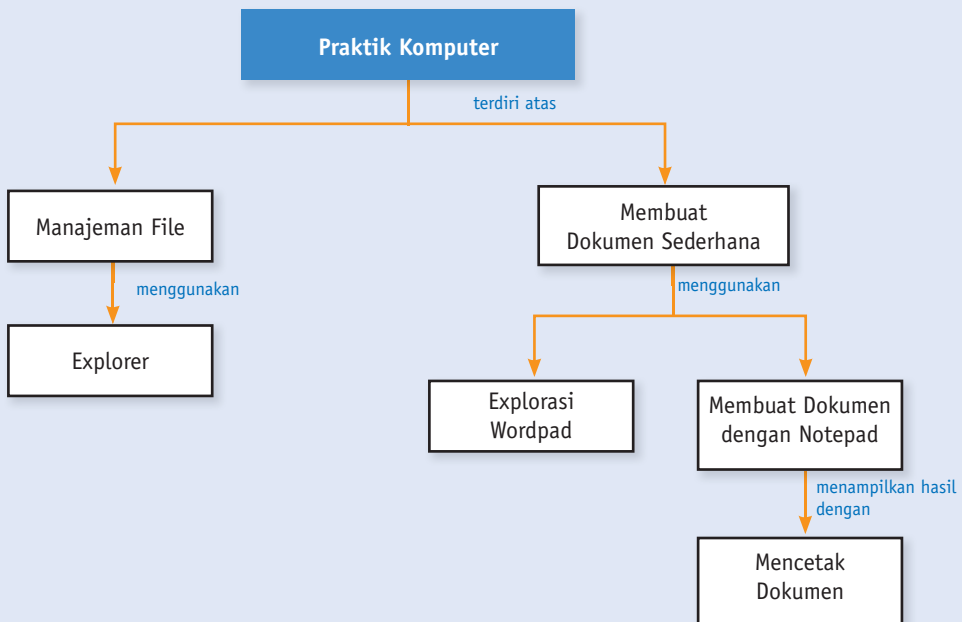 Praktik Komputer
terdiri atas
Manajeman File
Membuat
Dokumen Sederhana
menggunakan
menggunakan
Explorer
Explorasi
Wordpad
Membuat Dokumen
dengan Notepad
menampilkan hasil
dengan
Mencetak
Dokumen